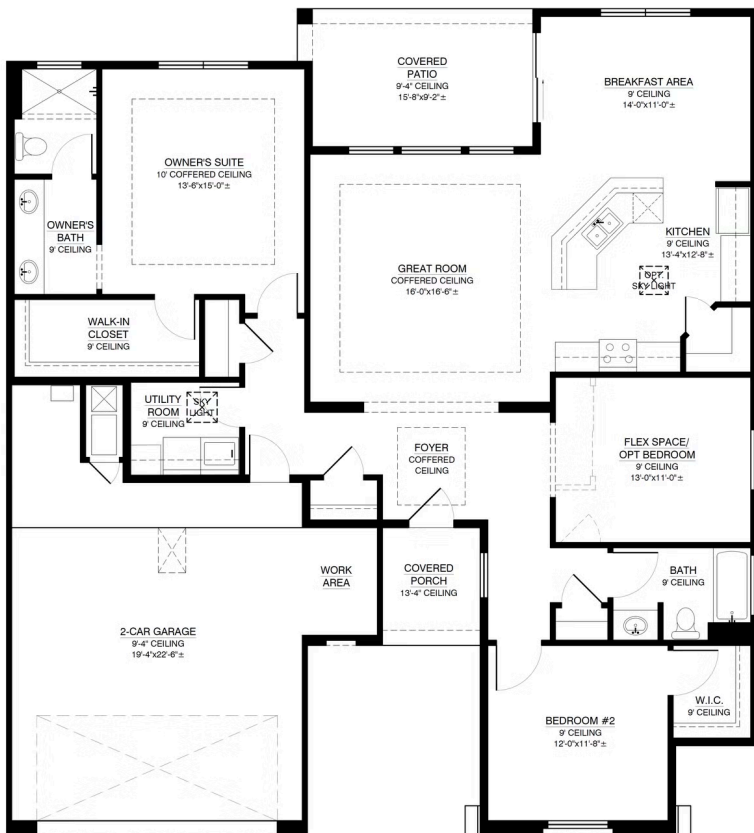 COVERED
PATIO
9'-4" CEILING
15'-8"x9'-2"±
BREAKFAST AREA
9' CEILING
14'-0"x11'-0"±
OWNER'S SUITE
10' COFFERED CEILING
13'-6"x15'-0"±
OWNER'S
BATH
9' CEILING
KITCHEN
9' CEILING
13'-4"x12'-8"±
OPT.
SKY LIGHT
GREAT ROOM
COFFERED CEILING
16'-0"x16'-6"±
WALK-IN
CLOSET
9' CEILING
UTILITY
ROOM
9' CEILING
SKY
LIGHT
FOYER
COFFERED
CEILING
FLEX SPACE/
OPT BEDROOM
9' CEILING
13'-0"x11'-0"±
WORK
AREA
COVERED
PORCH
13'-4" CEILING
BATH
9' CEILING
2-CAR GARAGE
9'-4" CEILING
19'-4"x22'-6"±
W.I.C.
9' CEILING
BEDROOM #2
9' CEILING
12'-0"x11'-8"±